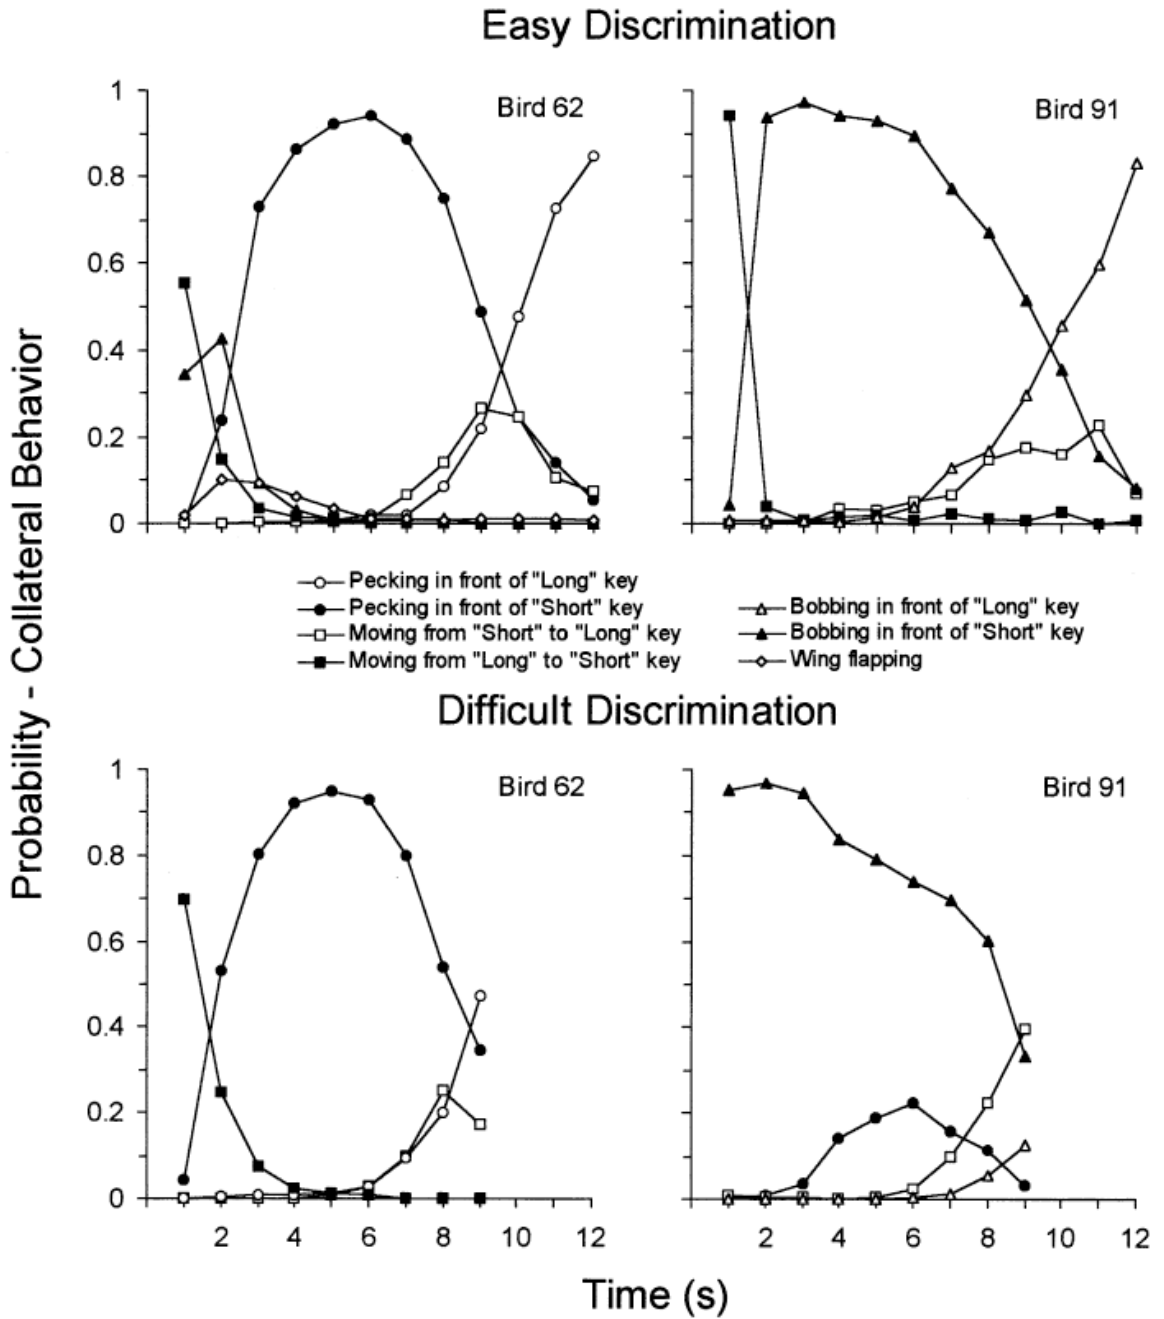 Easy Discrimination
Bird 62
Bird 91
1
0.8
0.6
0.4
0.2
0
Probability - Collateral Behavior
Pecking in front of "Long" key
Pecking in front of "Short" key
Moving from "Short" to "Long" key
Moving from "Long" to "Short" key
Bobbing in front of "Long" key
Bobbing in front of "Short" key
Wing flapping
Difficult Discrimination
Bird 62
Bird 91
1
0.8
0.6
0.4
0.2
0
2 4 6 8 10 12
2 4 6 8 10 12
Time (s)